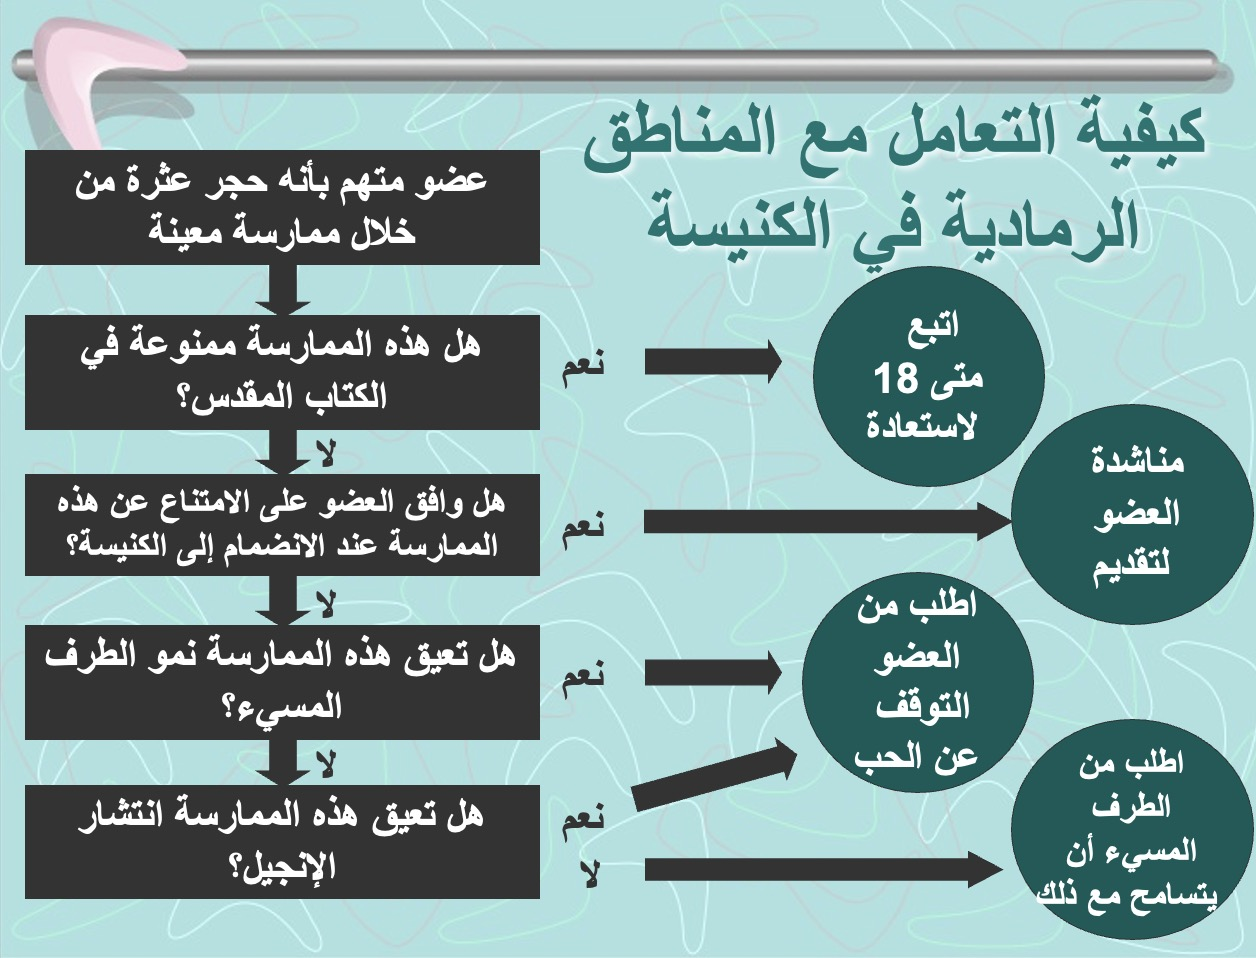 كيفية التعامل مع المناطق
الرمادية في الكنيسة
عضو متهم بأنه حجر عثرة من
خلال ممارسة معينة
هل هذه الممارسة ممنوعة في
الكتاب المقدس؟
نعم
اتبع
متى 18
لاستعادة
لا
هل وافق العضو على الامتناع عن هذه
الممارسة عند الانضمام إلى الكنيسة؟
نعم
مناشدة
العضو
لتقديم
لا
هل تعيق هذه الممارسة نمو الطرف
المسيء؟
نعم
اطلب من
العضو
التوقف
عن الحب
لا
هل تعيق هذه الممارسة انتشار
الإنجيل؟
نعم
لا
اطلب من
الطرف
المسيء أن
يتسامح مع ذلك